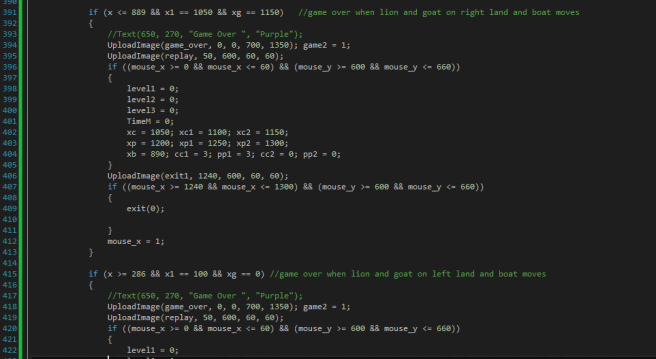 390
391 if (x <= 889 && x1 == 1050 && xg == 1150) //game over when lion and goat on right land and boat moves
392 {
393 //Text(650, 270, "Game Over ", "Purple");
394 UploadImage(game_over, 0, 0, 700, 1350); game2 = 1;
395 UploadImage(replay, 50, 600, 60, 60);
396 if ((mouse_x >= 0 && mouse_x <= 60) && (mouse_y >= 600 && mouse_y <= 660))
397 {
398 level1 = 0;
399 level2 = 0;
400 level3 = 0;
401 TimeM = 0;
402 xc = 1050; xc1 = 1100; xc2 = 1150;
403 xp = 1200; xp1 = 1250; xp2 = 1300;
404 xb = 890; cc1 = 3; pp1 = 3; cc2 = 0; pp2 = 0;
405 }
406 UploadImage(exit1, 1240, 600, 60, 60);
407 if ((mouse_x >= 1240 && mouse_x <= 1300) && (mouse_y >= 600 && mouse_y <= 660))
408 {
409 exit(0);
410
411 }
412 mouse_x = 1;
413 }
414
415 if (x >= 286 && x1 == 100 && xg == 0) //game over when lion and goat on left land and boat moves
416 {
417 //Text(650, 270, "Game Over ", "Purple");
418 UploadImage(game_over, 0, 0, 700, 1350); game2 = 1;
419 UploadImage(replay, 50, 600, 60, 60);
420 if ((mouse_x >= 0 && mouse_x <= 60) && (mouse_y >= 600 && mouse_y <= 660))
421 {
422 level1 = 0;